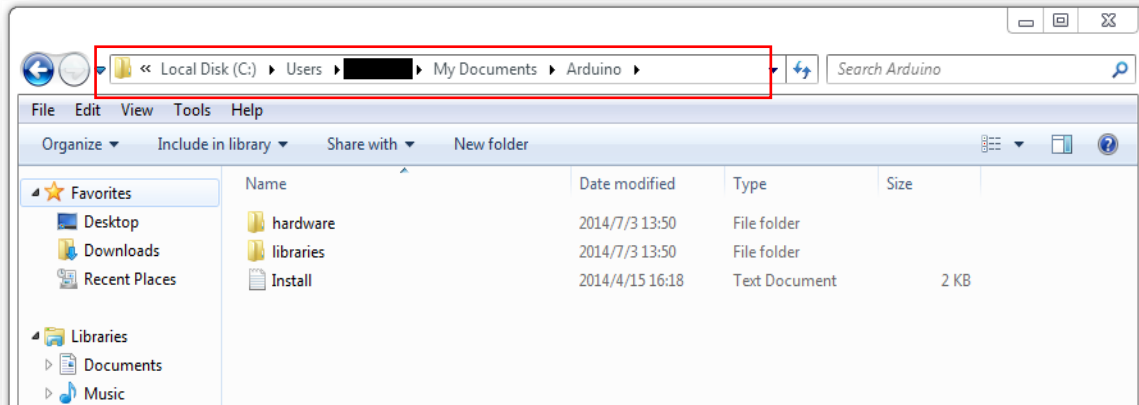 « Local Disk (C:) Users My Documents Arduino Search Arduino
File Edit View Tools Help
Organize Include in library Share with New folder
Name Date modified Type Size
Favorites
Desktop
Downloads
Recent Places
Libraries
Documents
Music
hardware 2014/7/3 13:50 File folder
libraries 2014/7/3 13:50 File folder
Install 2014/4/15 16:18 Text Document 2 KB